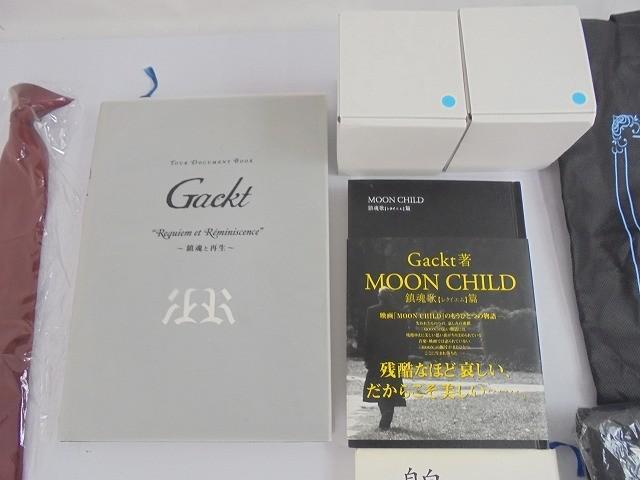 TOUR DOCUMENT BOOK
Gackt
"Requiem et Réminiscence"
～鎮魂と再生～
MOON CHILD
鎮魂歌【レクイエム】篇
Gackt著
MOON CHILD
鎮魂歌【レクイエム】篇
映画「MOON CHILD」のもうひとつの物語
残酷なほど哀しい、
だからこそ美しい